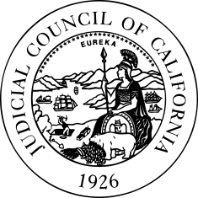 JUDICIAL COUNCIL OF CALIFORNIA
EUREKA
1926